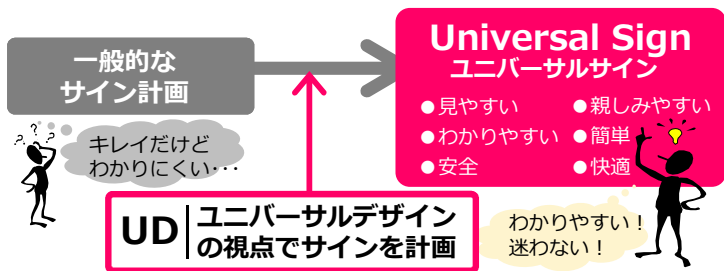 一般的な
サイン計画
? ? ?
キレイだけど
わかりにくい･･･
UD
ユニバーサルデザイン
の視点でサインを計画
Universal Sign
ユニバーサルサイン
●見やすい
●親しみやすい
●わかりやすい
●簡単
●安全
●快適
わかりやすい！
迷わない！